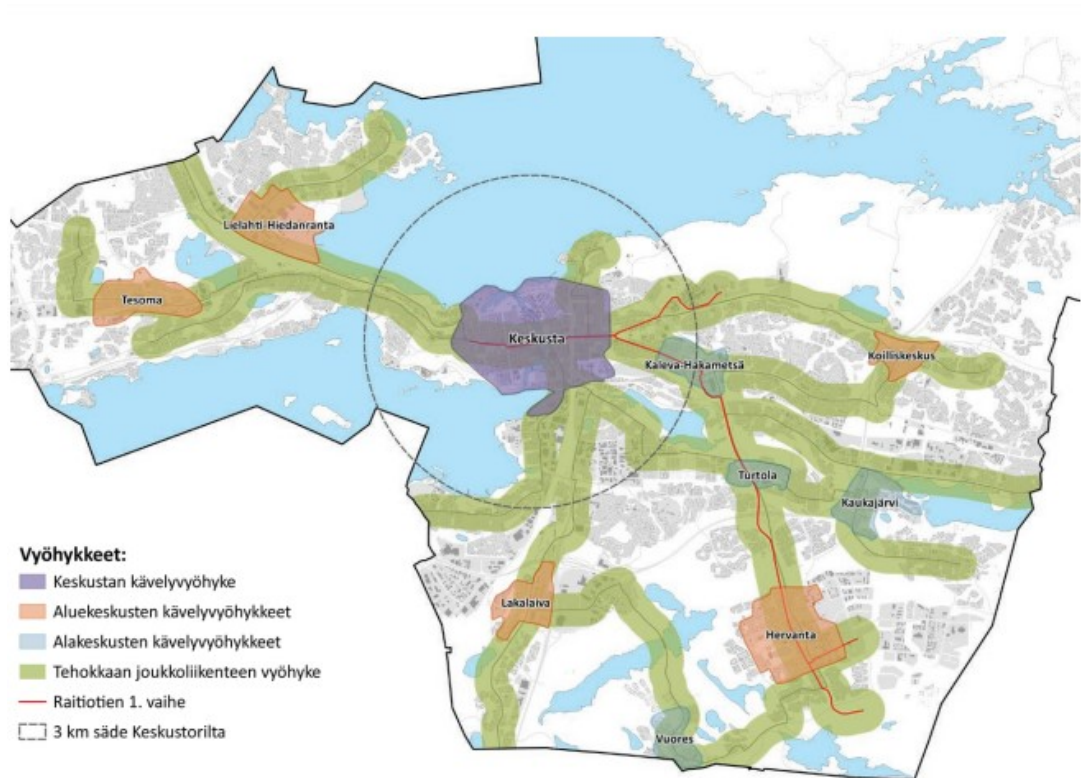 Lielahti-Hiedanranta
Tesoma
Keskusta
Kaleva-Hakametsä
Koilliskeskus
Turtola
Kaukajärvi
Lakalaiva
Hervanta
Vuores
Vyöhykkeet:
Keskustan kävelyvyöhyke
Aluekeskusten kävelyvyöhykkeet
Alakeskusten kävelyvyöhykkeet
Tehokkaan joukkoliikenteen vyöhyke
Raitiotien 1. vaihe
3 km säde Keskustorilta